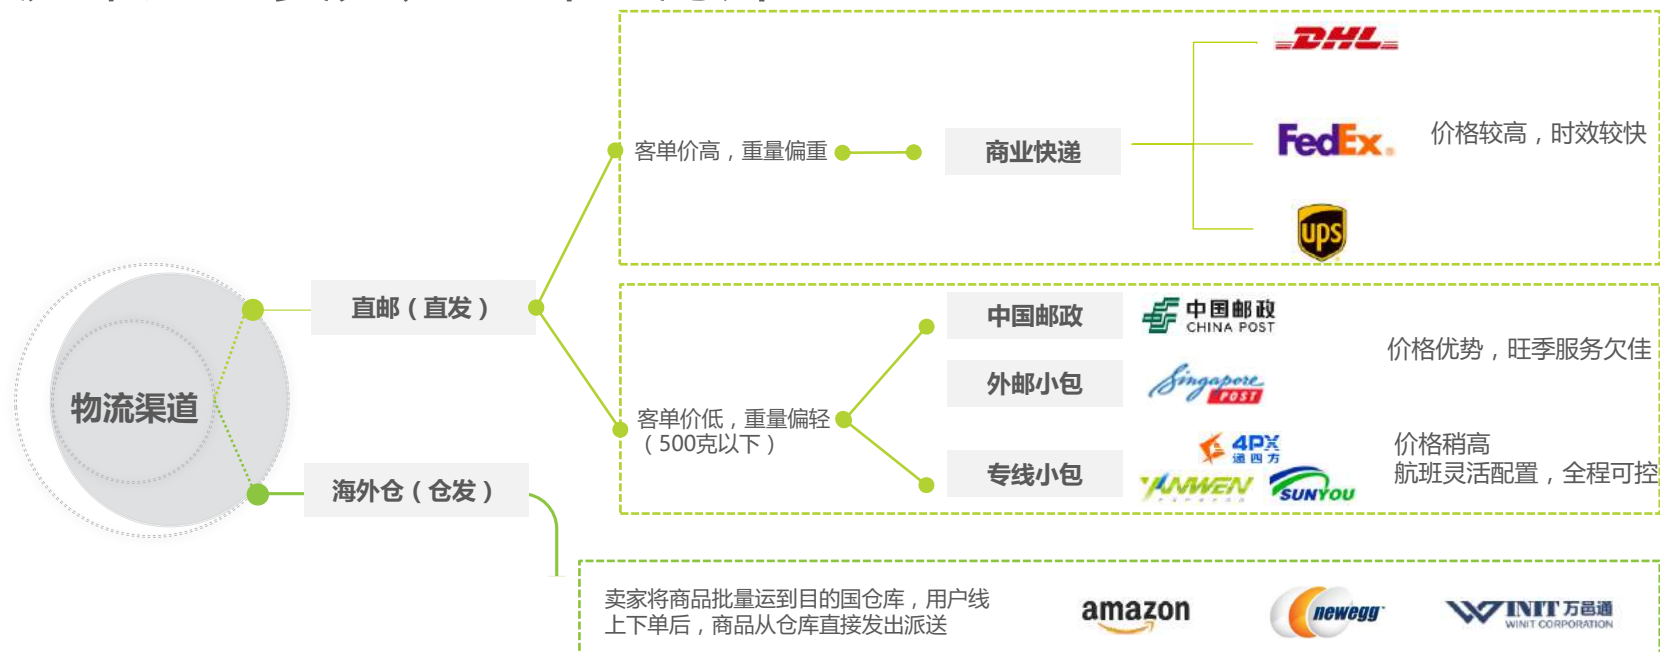 DHL
FedEx
价格较高，时效较快
客单价高，重量偏重
商业快递
ups
直邮（直发）
中国邮政
中国邮政
CHINA POST
价格优势，旺季服务欠佳
外邮小包
Singapore
POST
物流渠道
客单价低，重量偏轻
（500克以下）
4PX
递四方
价格稍高
航班灵活配置，全程可控
专线小包
YANWEN
SUNYOU
海外仓（仓发）
卖家将商品批量运到目的国仓库，用户线
上下单后，商品从仓库直接发出派送
amazon
newegg
WINIT 万邑通
WINIT CORPORATION